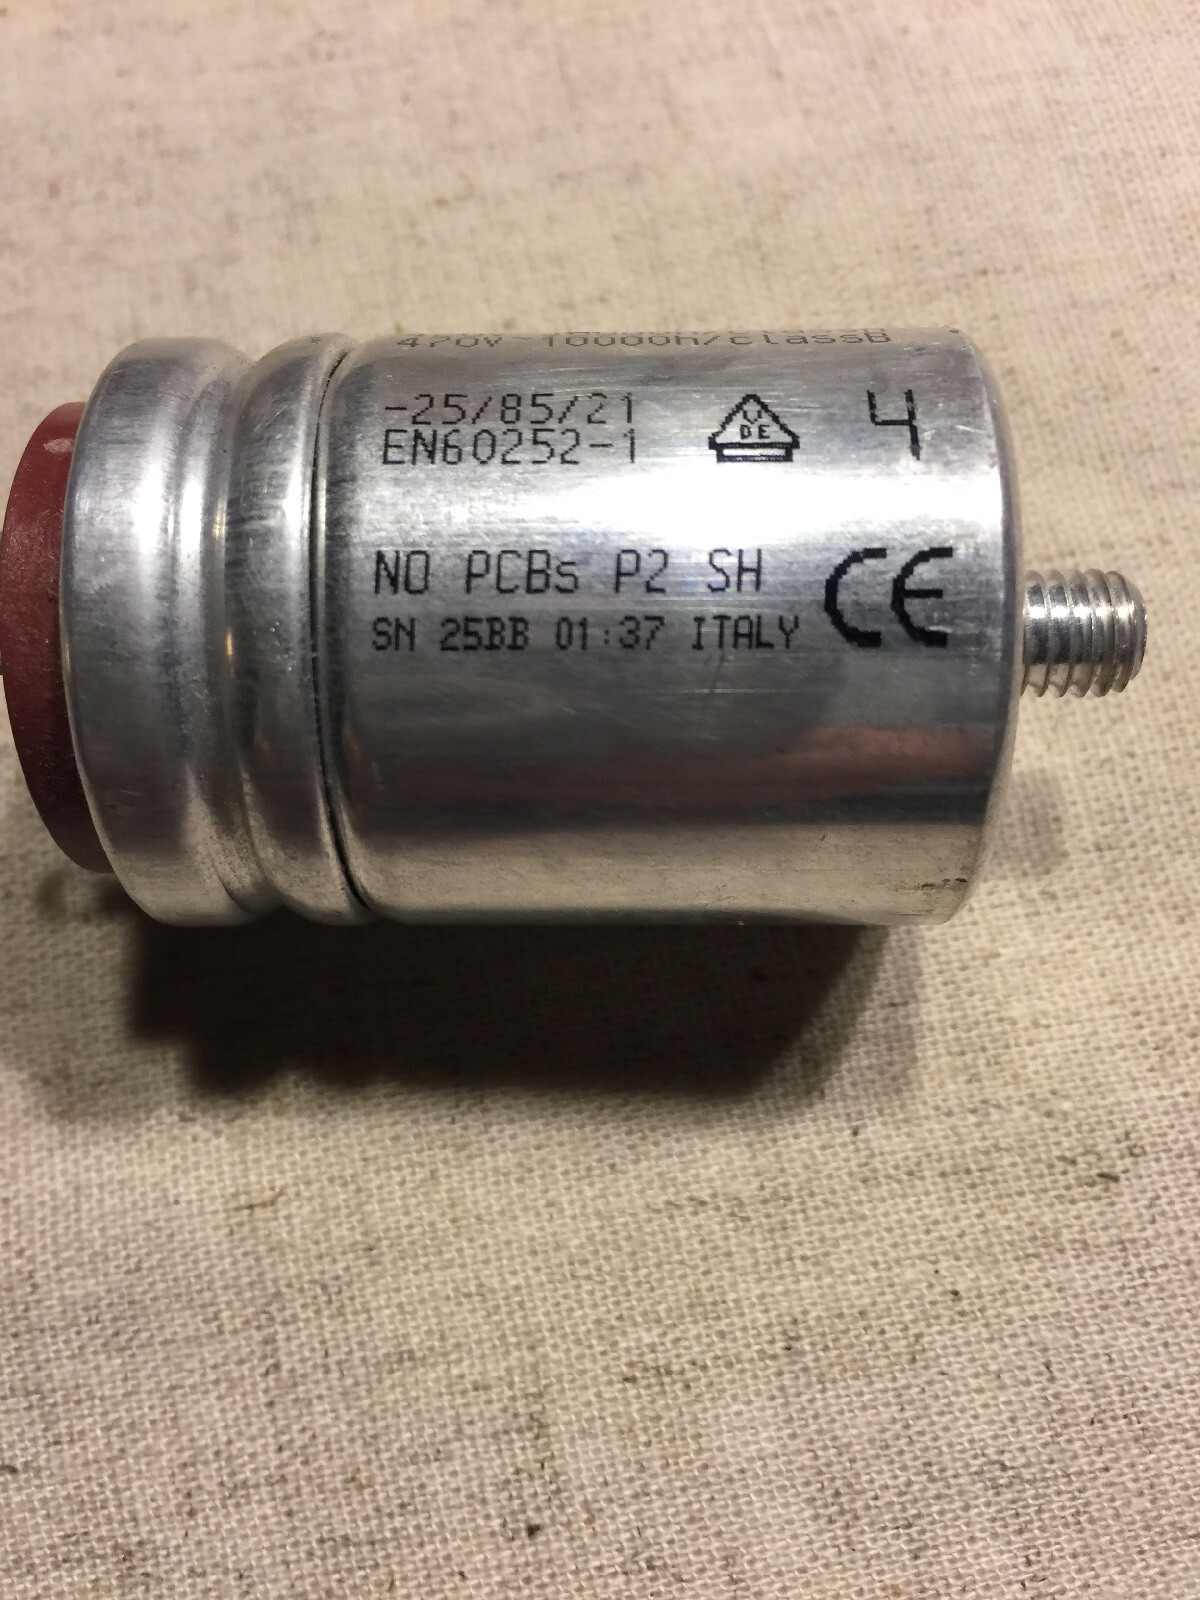 470V~10000h/classB
-25/85/21
EN60252-1
VDE
4
NO PCBs P2 SH
CE
SN 25BB 01:37 ITALY